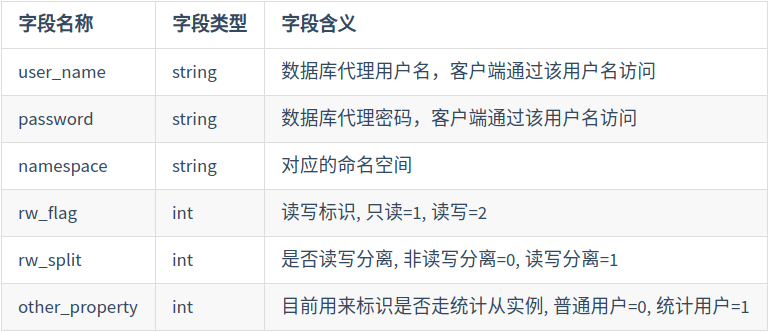 字段名称 字段类型 字段含义
user_name string 数据库代理用户名，客户端通过该用户名访问
password string 数据库代理密码，客户端通过该用户名访问
namespace string 对应的命名空间
rw_flag int 读写标识, 只读=1, 读写=2
rw_split int 是否读写分离, 非读写分离=0, 读写分离=1
other_property int 目前用来标识是否走统计从实例, 普通用户=0, 统计用户=1